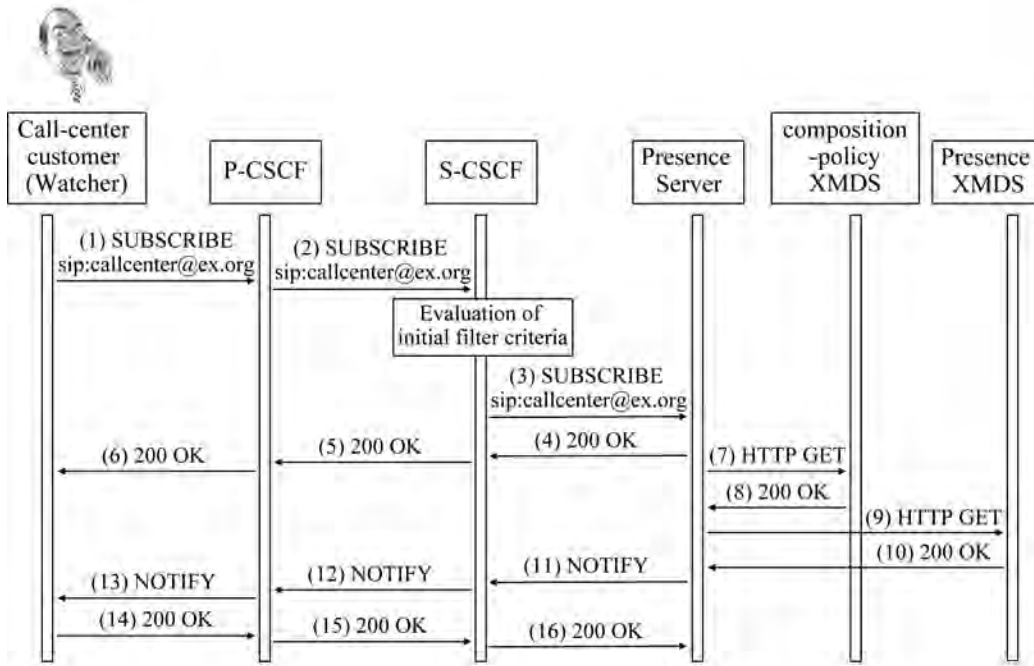 Call-center
customer
(Watcher)
P-CSCF
S-CSCF
Presence
Server
composition
-policy
XMDS
Presence
XMDS
(1) SUBSCRIBE
sip:callcenter@ex.org
(2) SUBSCRIBE
sip:callcenter@ex.org
Evaluation of
initial filter criteria
(3) SUBSCRIBE
sip:callcenter@ex.org
(4) 200 OK
(5) 200 OK
(6) 200 OK
(7) HTTP GET
(8) 200 OK
(9) HTTP GET
(10) 200 OK
(11) NOTIFY
(12) NOTIFY
(13) NOTIFY
(14) 200 OK
(15) 200 OK
(16) 200 OK